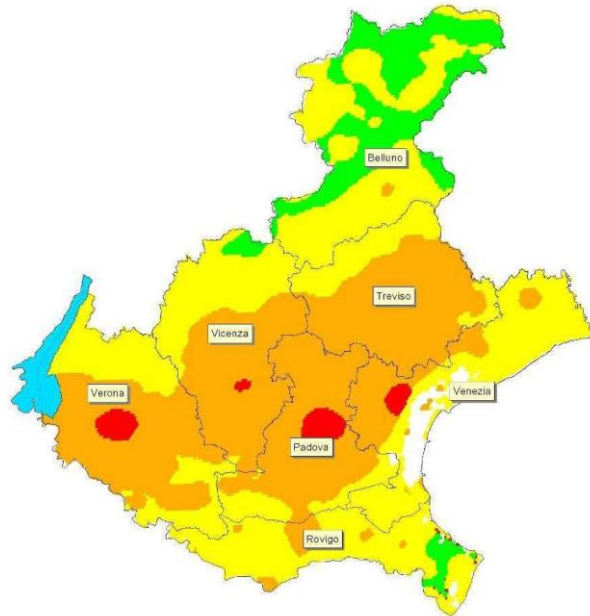 Belluno
Treviso
Vicenza
Verona
Venezia
Padova
Rovigo